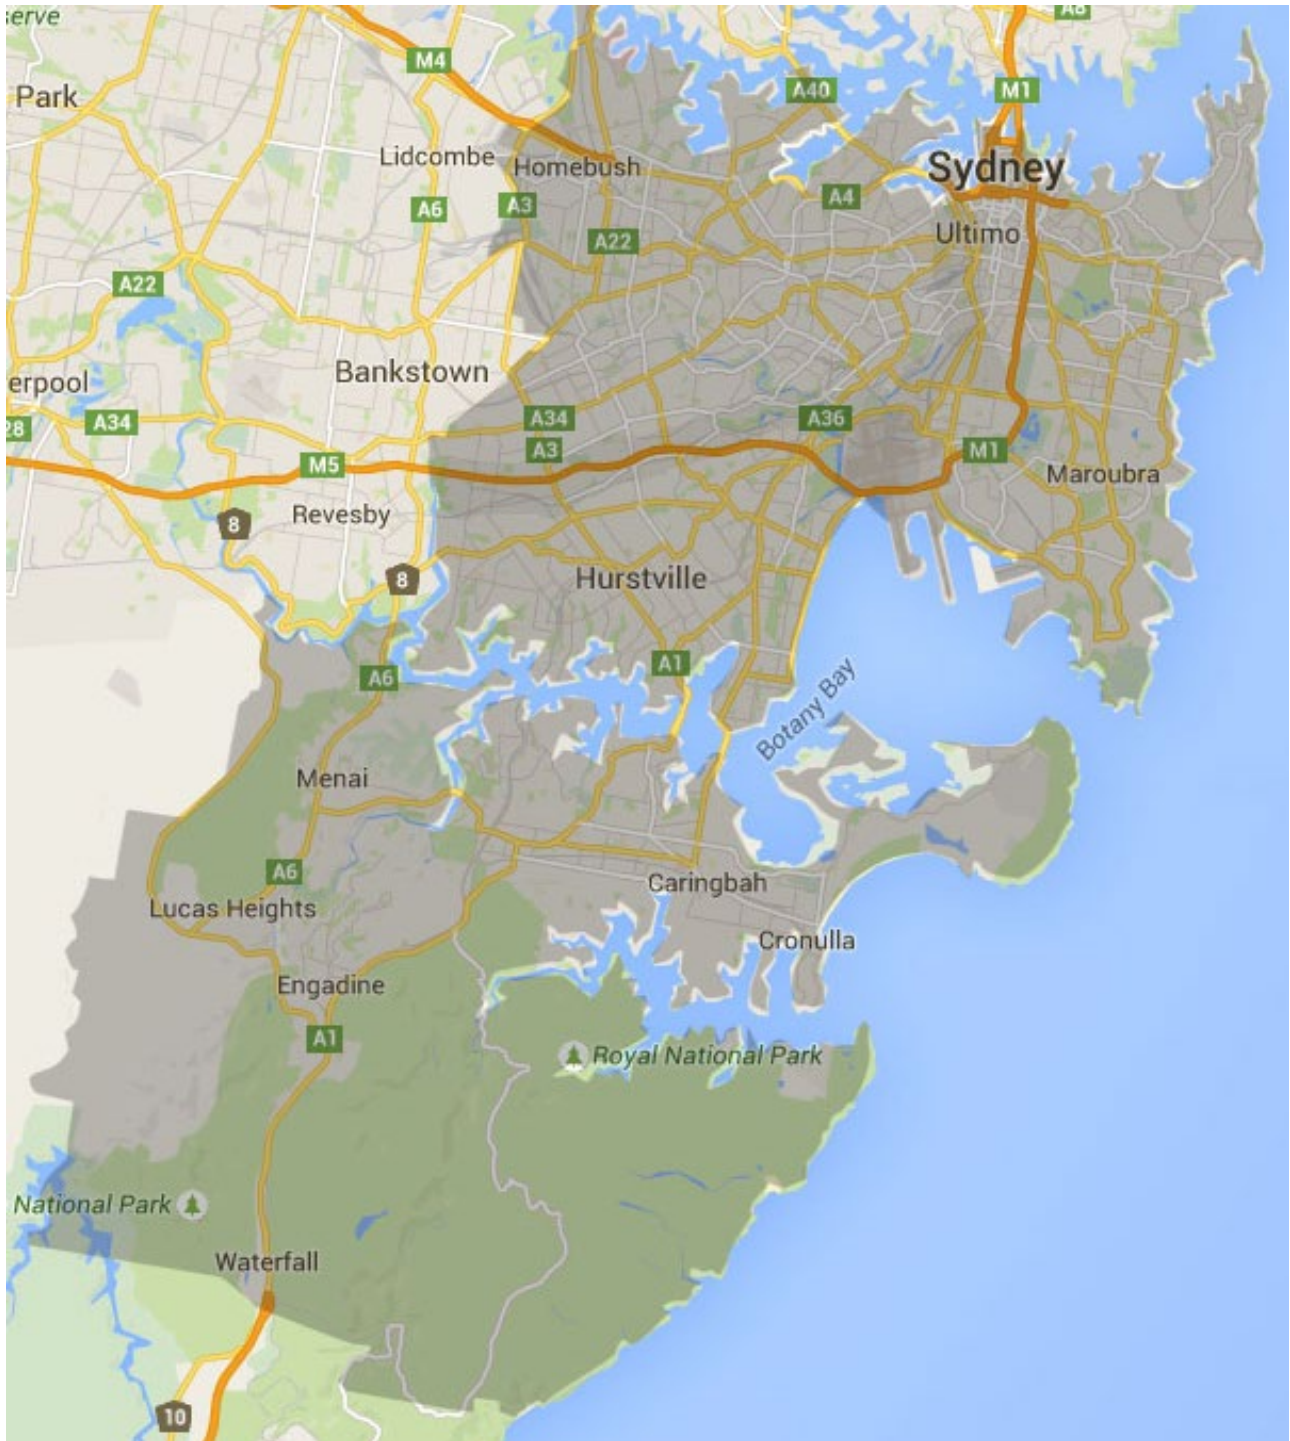 serve
A8
M4
Park
A40
M1
Lidcombe
Homebush
Sydney
A6
A3
A4
Ultimo
A22
A22
Bankstown
erpool
A34
A34
A36
28
A3
M1
M5
Maroubra
Revesby
8
8
Hurstville
A1
A6
Botany Bay
Menai
A6
Caringbah
Lucas Heights
Cronulla
Engadine
A1
Royal National Park
National Park
Waterfall
10